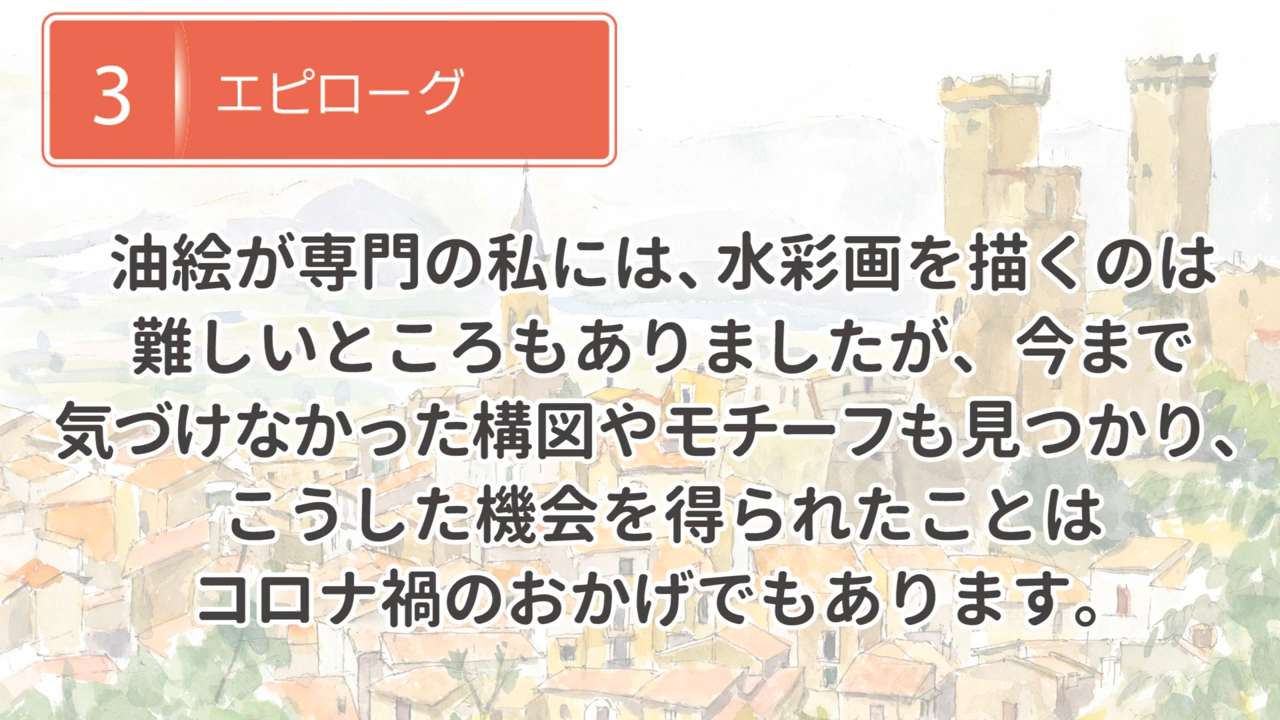 3 エピローグ
油絵が専門の私には、水彩画を描くのは
難しいところもありましたが、今まで
気づけなかった構図やモチーフも見つかり、
こうした機会を得られたことは
コロナ禍のおかげでもあります。